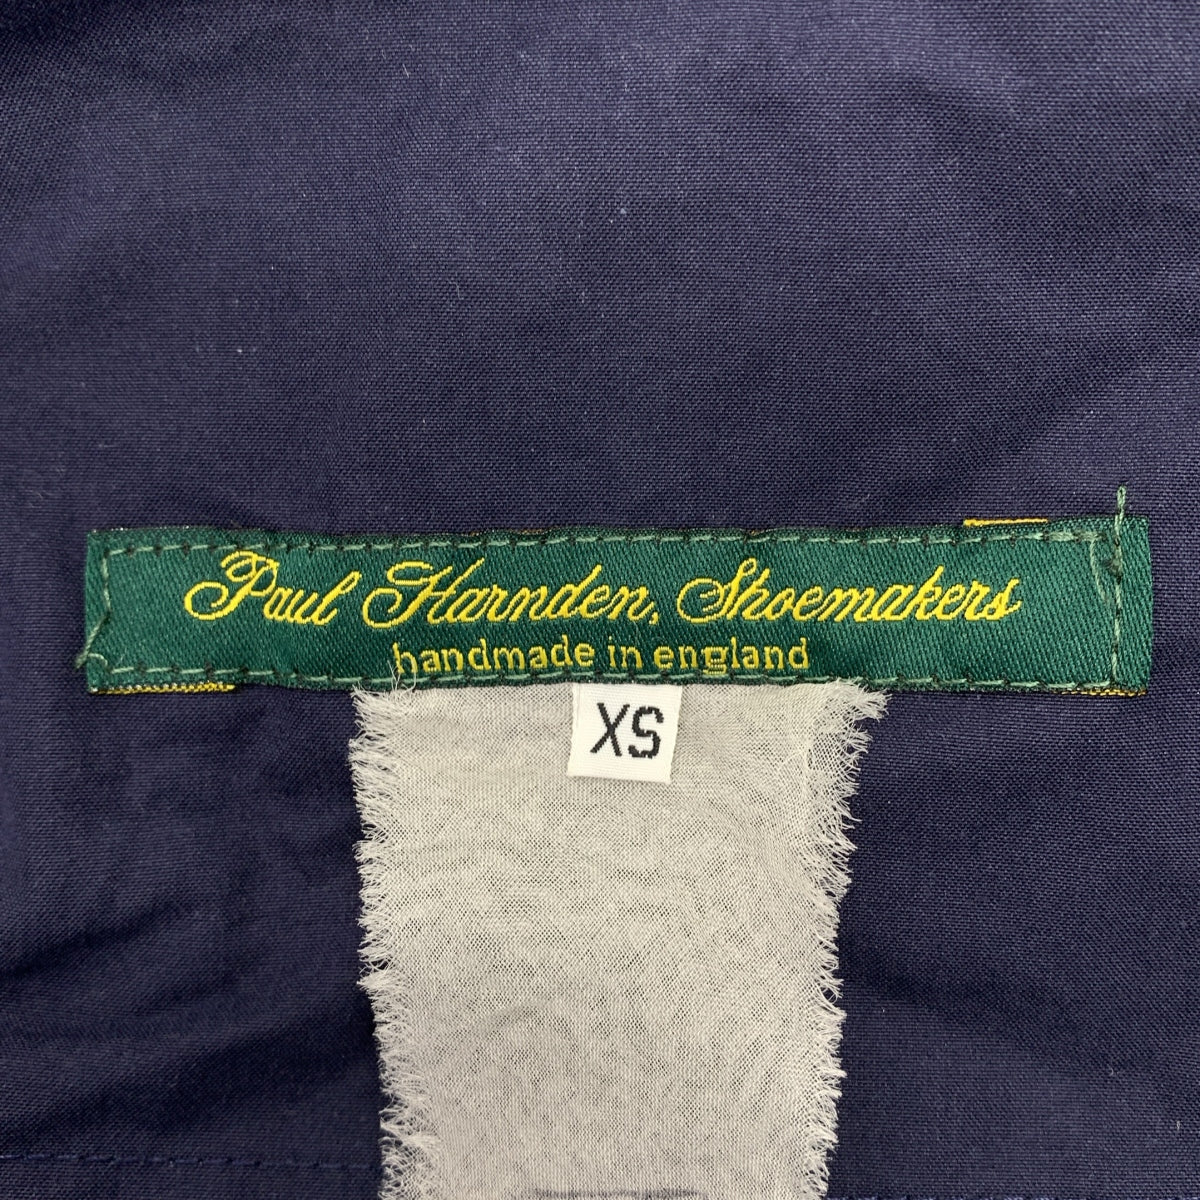 Paul Harnden, Shoemakers
handmade in england
XS